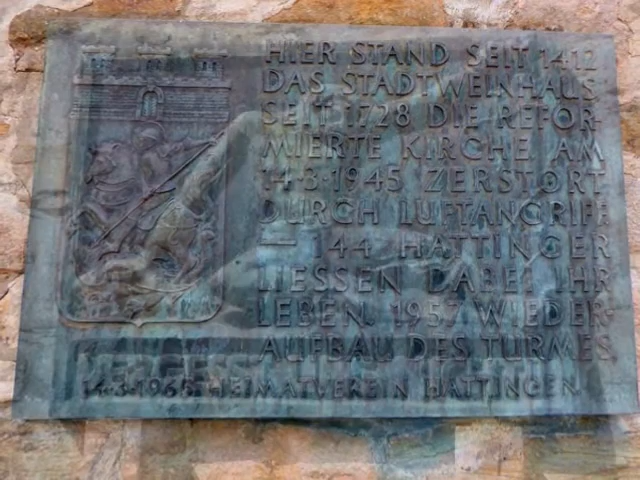 HIER STAND SEIT 1412
DAS STADTWEINHAUS
SEIT 1728 DIE REFOR-
MIERTE KIRCHE AM
14·3·1945 ZERSTÖRT
DURCH LUFTANGRIFF
— 144 HATTINGER
LIESSEN DABEI IHR
LEBEN. 1957 WIEDER-
AUFBAU DES TURMES
14·3·1965 HEIMATVEREIN HATTINGEN